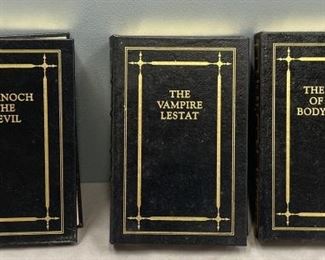 NOCH
THE
EVIL
THE
VAMPIRE
LESTAT
THE
OF
BODY